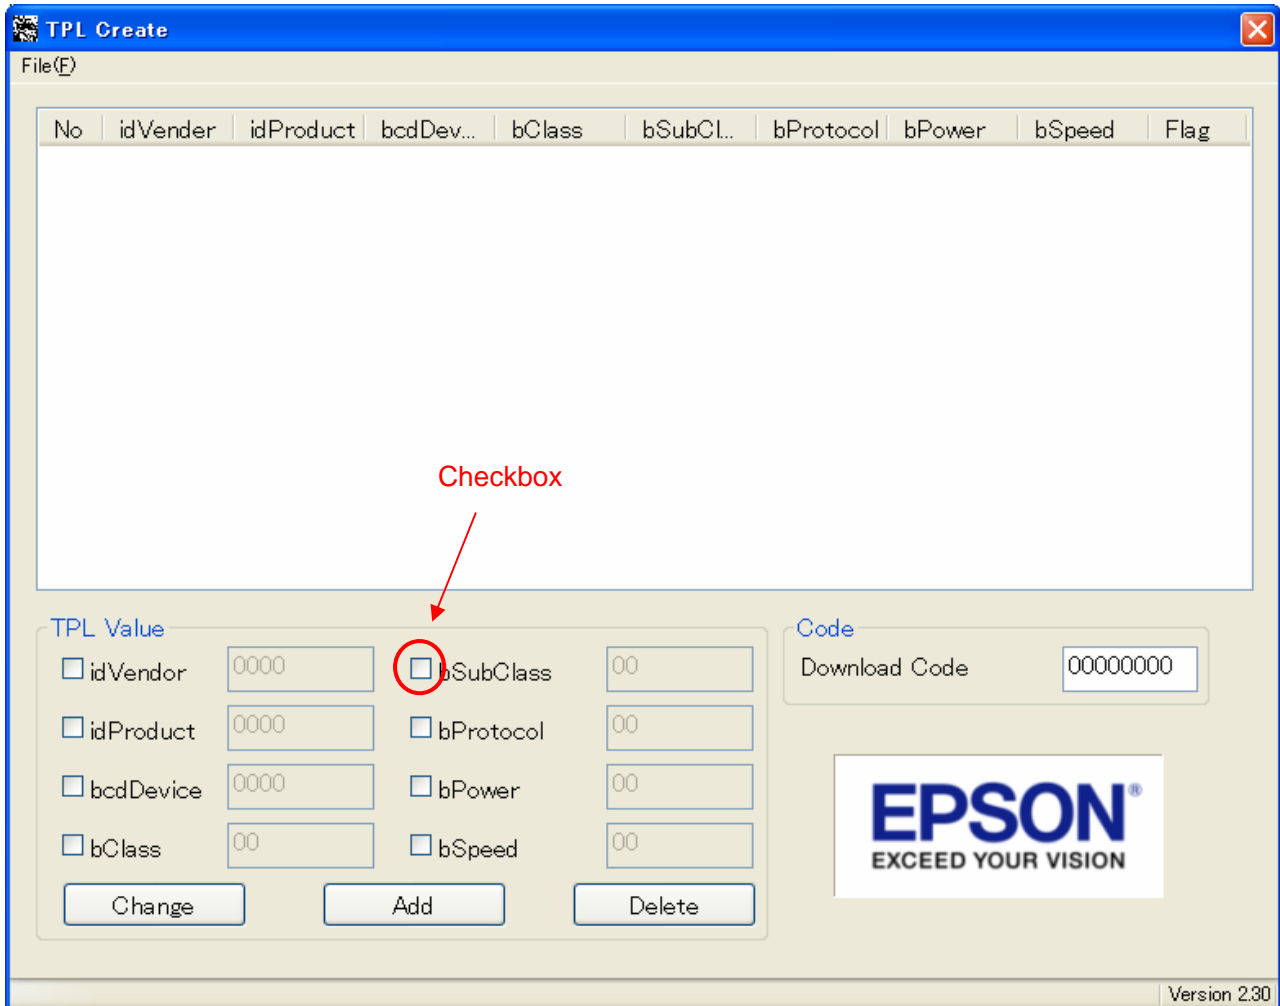 TPL Create
File(F)
No idVender idProduct bcdDev... bClass bSubCl... bProtocol bPower bSpeed Flag
Checkbox
TPL Value
idVendor 0000 bSubClass 00
idProduct 0000 bProtocol 00
bcdDevice 0000 bPower 00
bClass 00 bSpeed 00
Change Add Delete
Code
Download Code 00000000
EPSON®
EXCEED YOUR VISION
Version 2.30